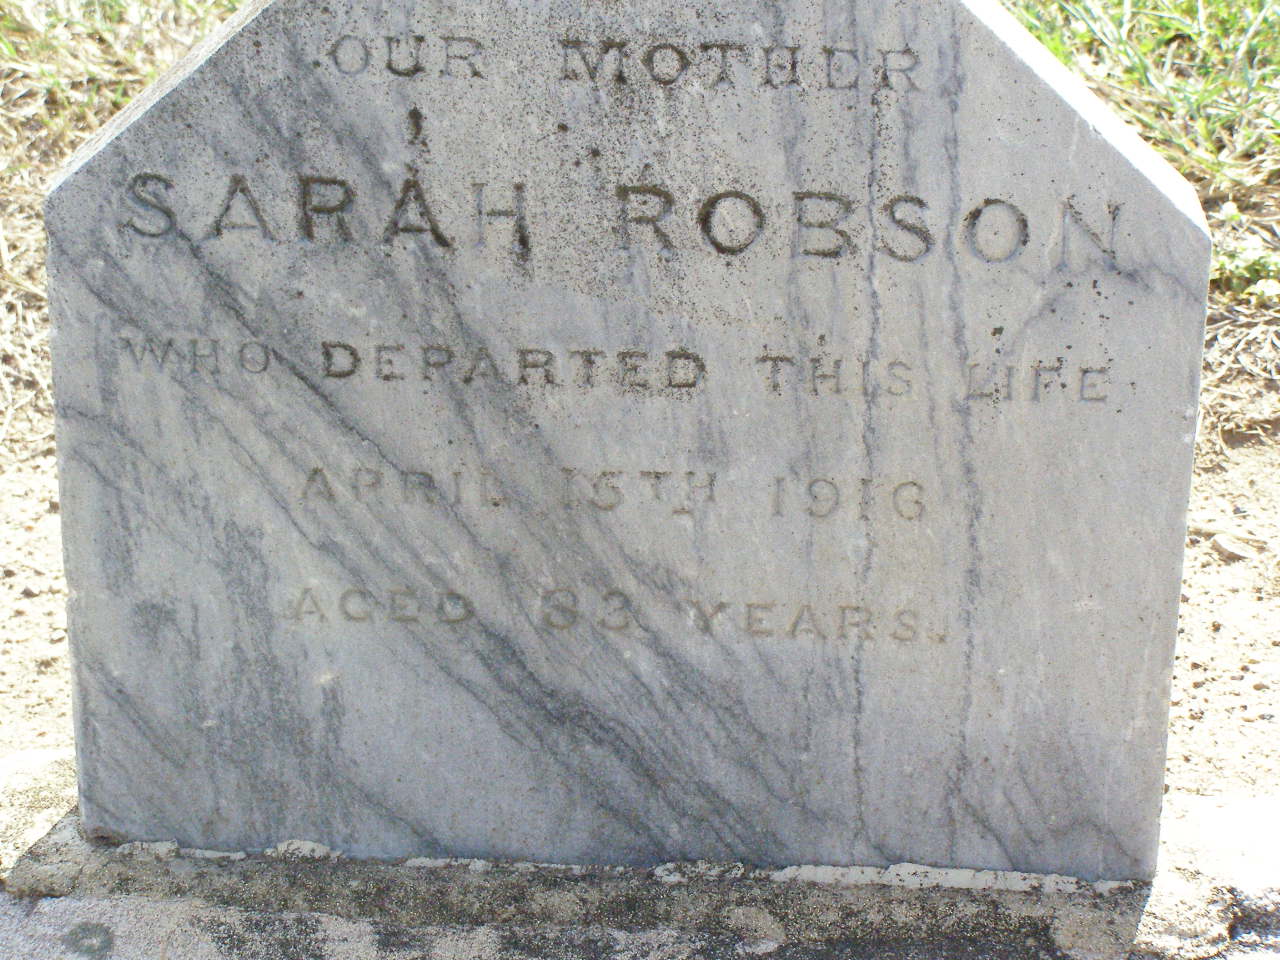 OUR MOTHER
SARAH ROBSON
WHO DEPARTED THIS LIFE
APRIL 15TH 1916
AGED 83 YEARS.